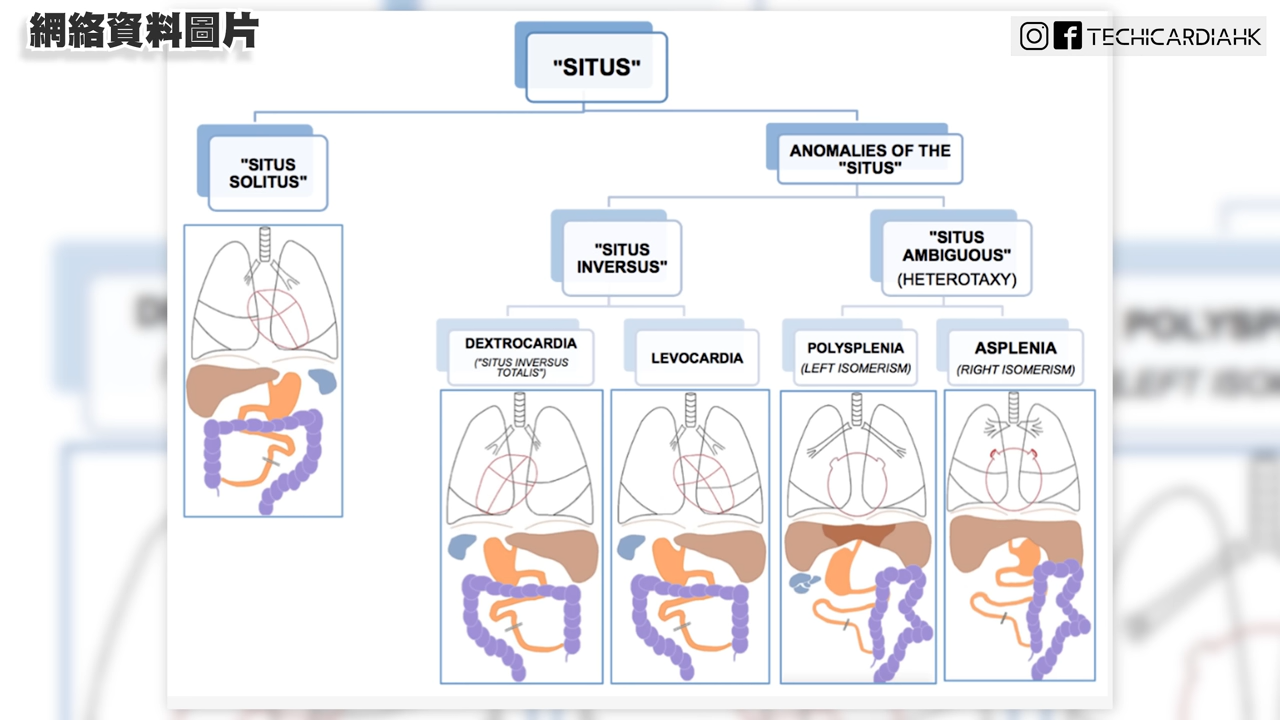 網絡資料圖片
TECHICARDIAHK
"SITUS"
"SITUS
SOLITUS"
ANOMALIES OF THE
"SITUS"
"SITUS
INVERSUS"
"SITUS
AMBIGUOUS"
(HETEROTAXY)
DEXTROCARDIA
("SITUS INVERSUS
TOTALIS")
LEVOCARDIA
POLYSPLENIA
(LEFT ISOMERISM)
ASPLENIA
(RIGHT ISOMERISM)